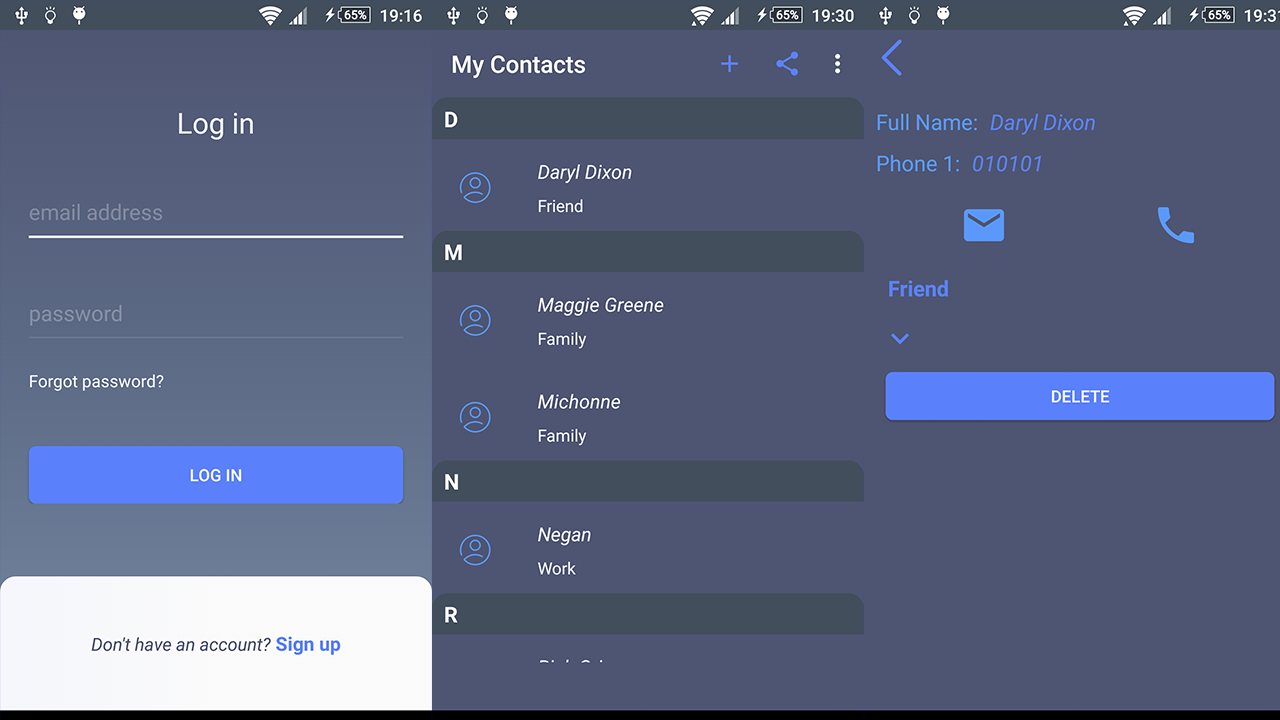 65% 19:16
Log in
email address
password
Forgot password?
LOG IN
Don't have an account? Sign up
65% 19:30
My Contacts
D
Daryl Dixon
Friend
M
Maggie Greene
Family
Michonne
Family
N
Negan
Work
R
65% 19:3
Full Name: Daryl Dixon
Phone 1: 010101
Friend
DELETE